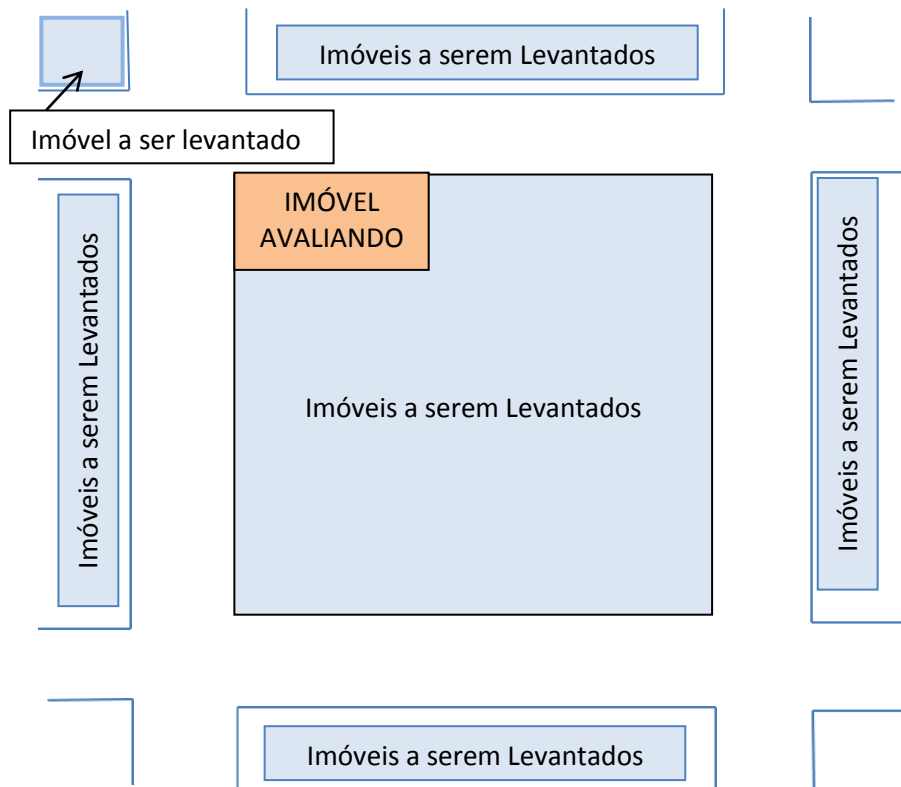 Imóveis a serem Levantados
Imóvel a ser levantado
IMÓVEL
AVALIANDO
Imóveis a serem Levantados
Imóveis a serem Levantados
Imóveis a serem Levantados
Imóveis a serem Levantados